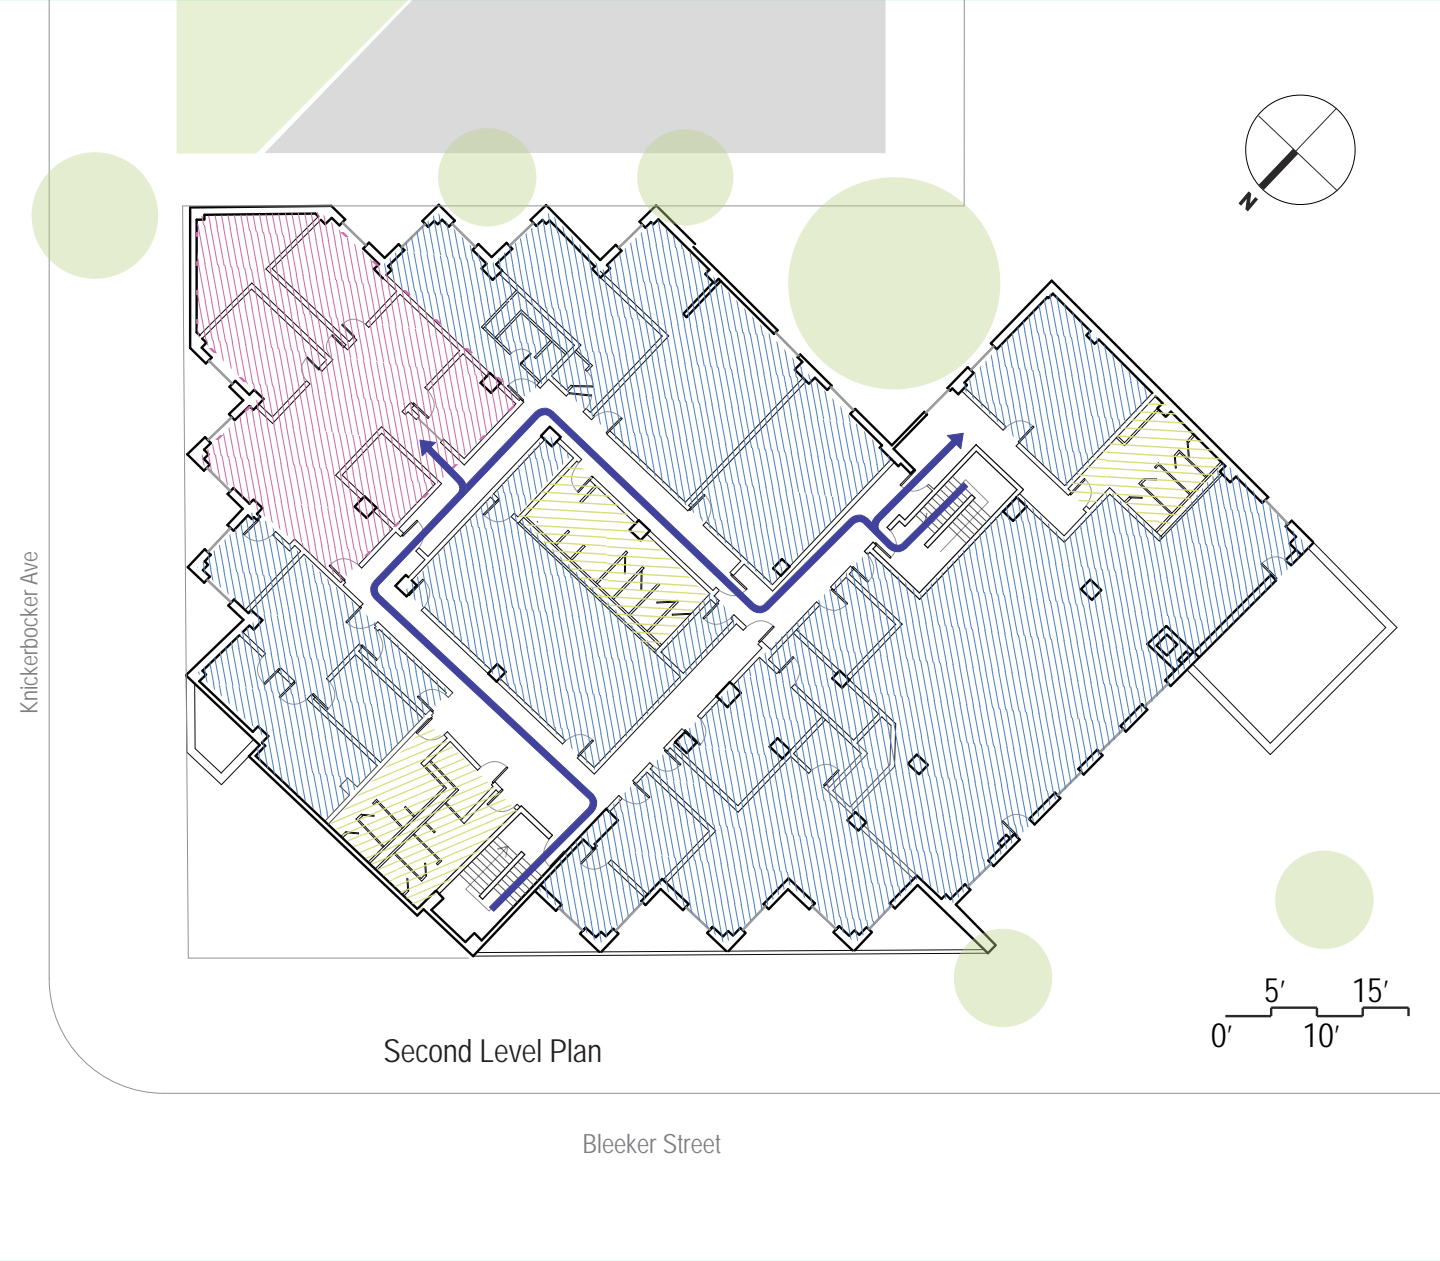 N
Knickerbocker Ave
5' 15'
0' 10'
Second Level Plan
Bleeker Street